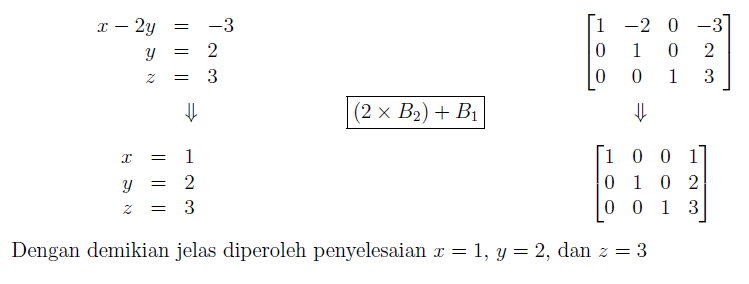 x − 2y = −3
y = 2
z = 3
[1 −2 0 −3]
[0 1 0 2]
[0 0 1 3]
⇓ (2 × B₂) + B₁ ⇓
x = 1
y = 2
z = 3
[1 0 0 1]
[0 1 0 2]
[0 0 1 3]
Dengan demikian jelas diperoleh penyelesaian x = 1, y = 2, dan z = 3